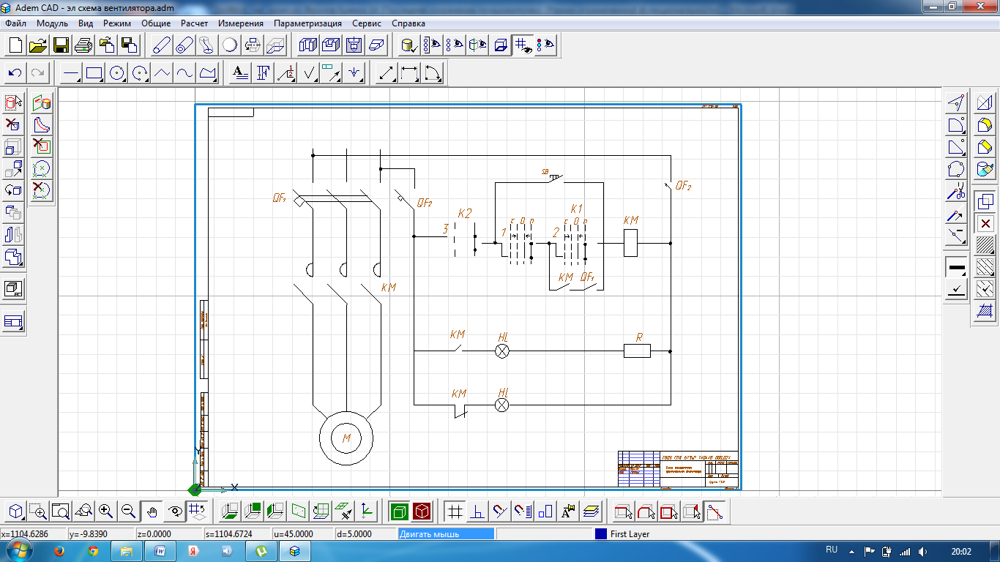 Adem CAD - эл схема вентилятора.adm
Файл Модуль Вид Режим Общие Расчет Измерения Параметризация Сервис Справка
SB
QF₂
QF₁
QF₂
K2
K1
3
1
Г О П
2
Г О П
KM
KM QF₁
KM
KM
HL
R
KM
HL
M
Y
X
x=1104.6286 y= -9.8390 z=0.0000 s=1104.6724 u=45.0000 d=5.0000 Двигать мышь First Layer
RU 20:02